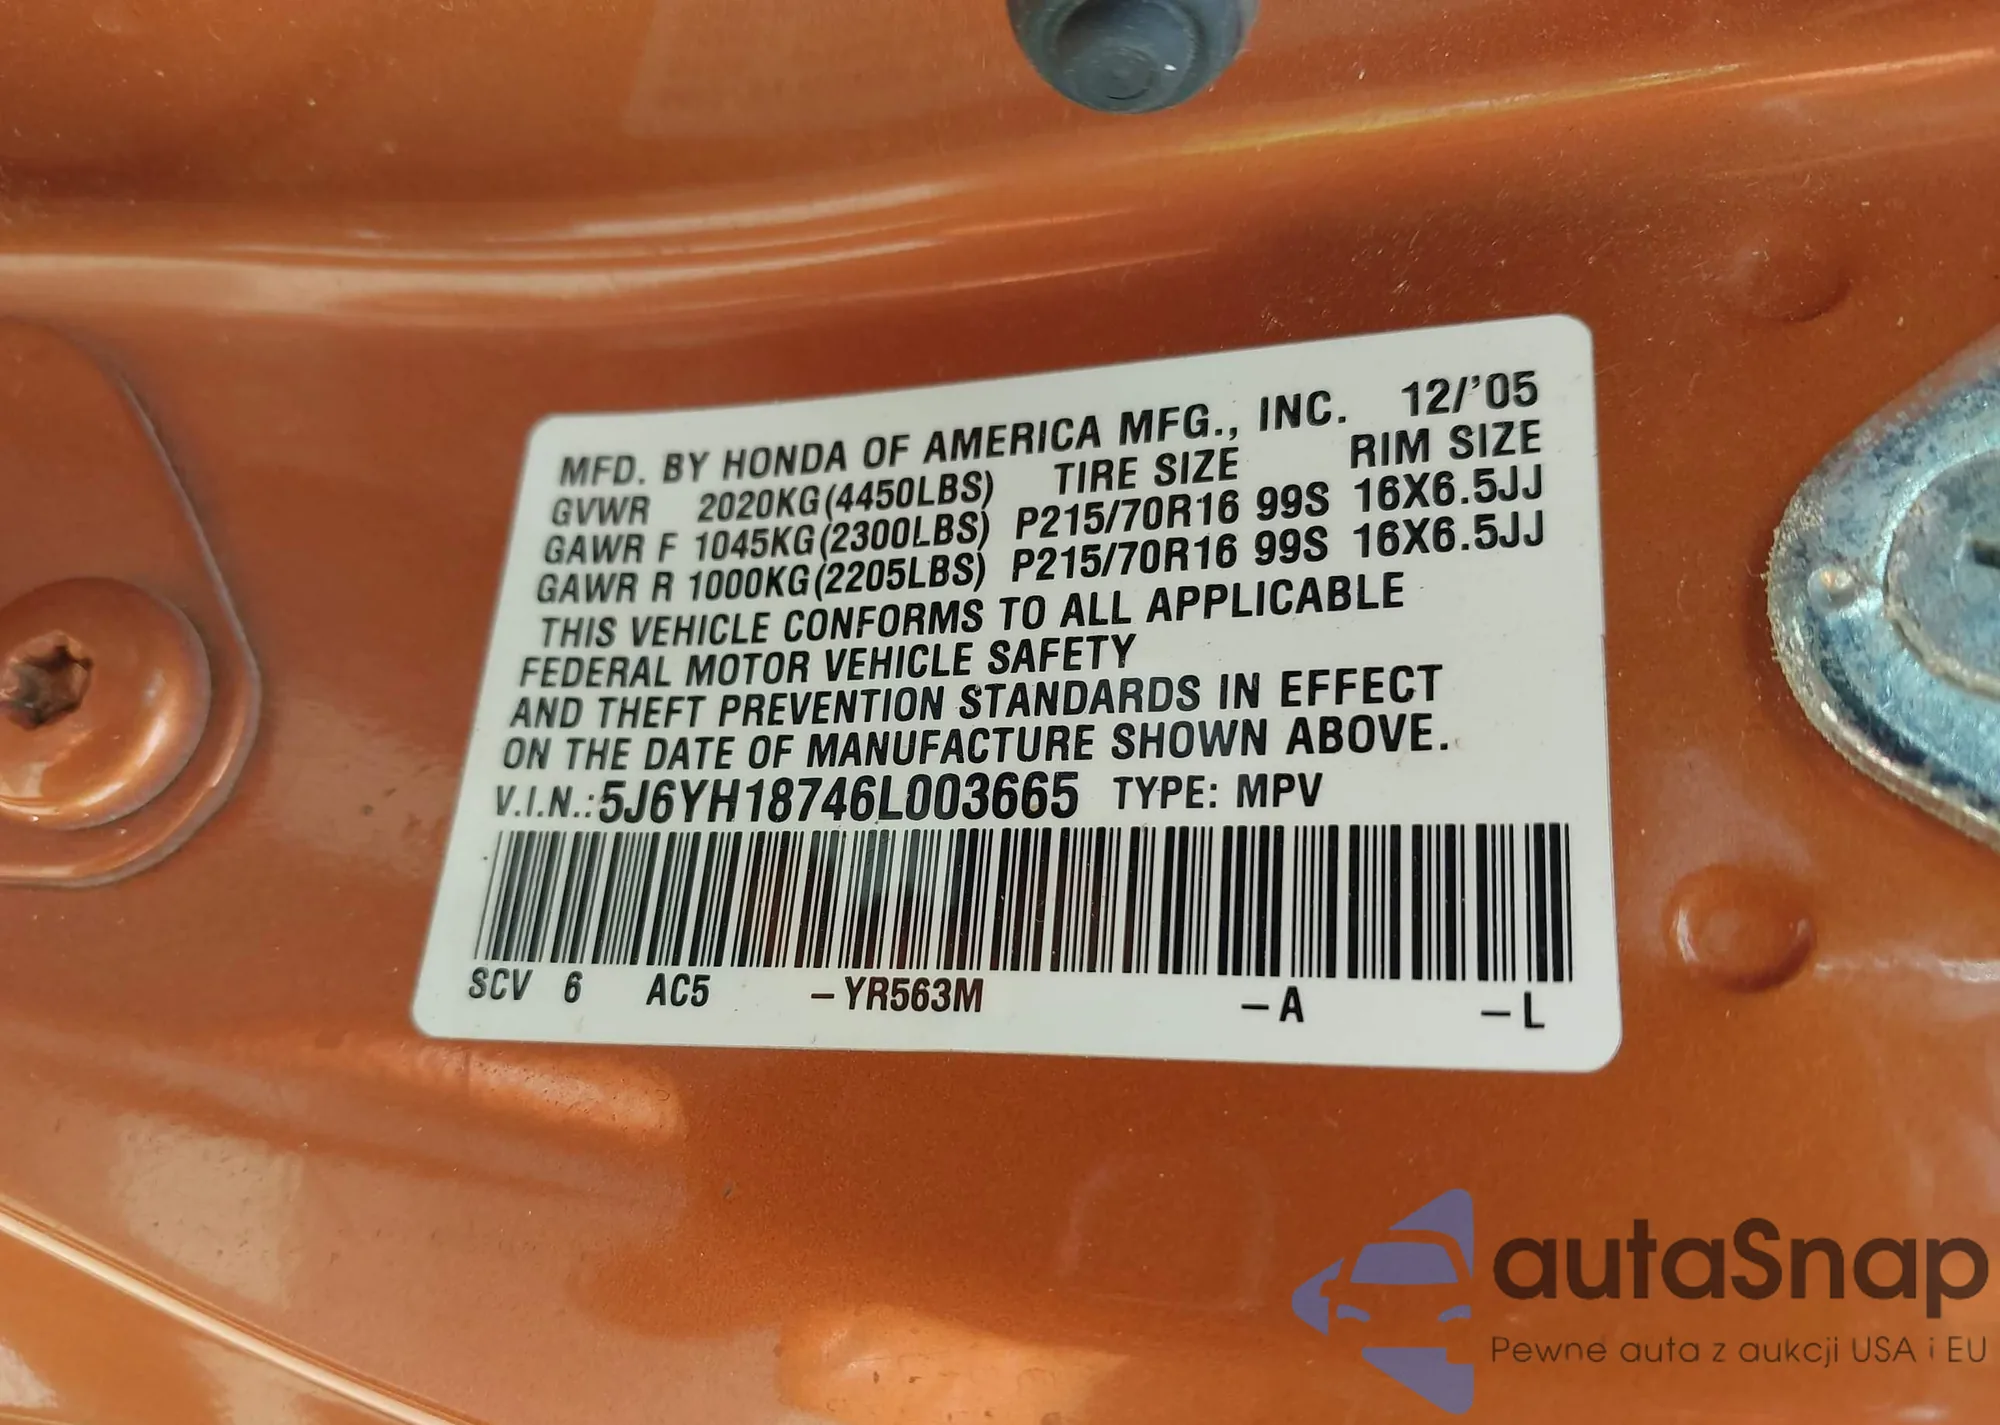 MFD. BY HONDA OF AMERICA MFG., INC. 12/'05
GVWR 2020KG(4450LBS) TIRE SIZE RIM SIZE
GAWR F 1045KG(2300LBS) P215/70R16 99S 16X6.5JJ
GAWR R 1000KG(2205LBS) P215/70R16 99S 16X6.5JJ
THIS VEHICLE CONFORMS TO ALL APPLICABLE
FEDERAL MOTOR VEHICLE SAFETY
AND THEFT PREVENTION STANDARDS IN EFFECT
ON THE DATE OF MANUFACTURE SHOWN ABOVE.
V.I.N.: 5J6YH18746L003665 TYPE: MPV
SCV 6 AC5 –YR563M –A –L
autaSnap
Pewne auta z aukcji USA i EU